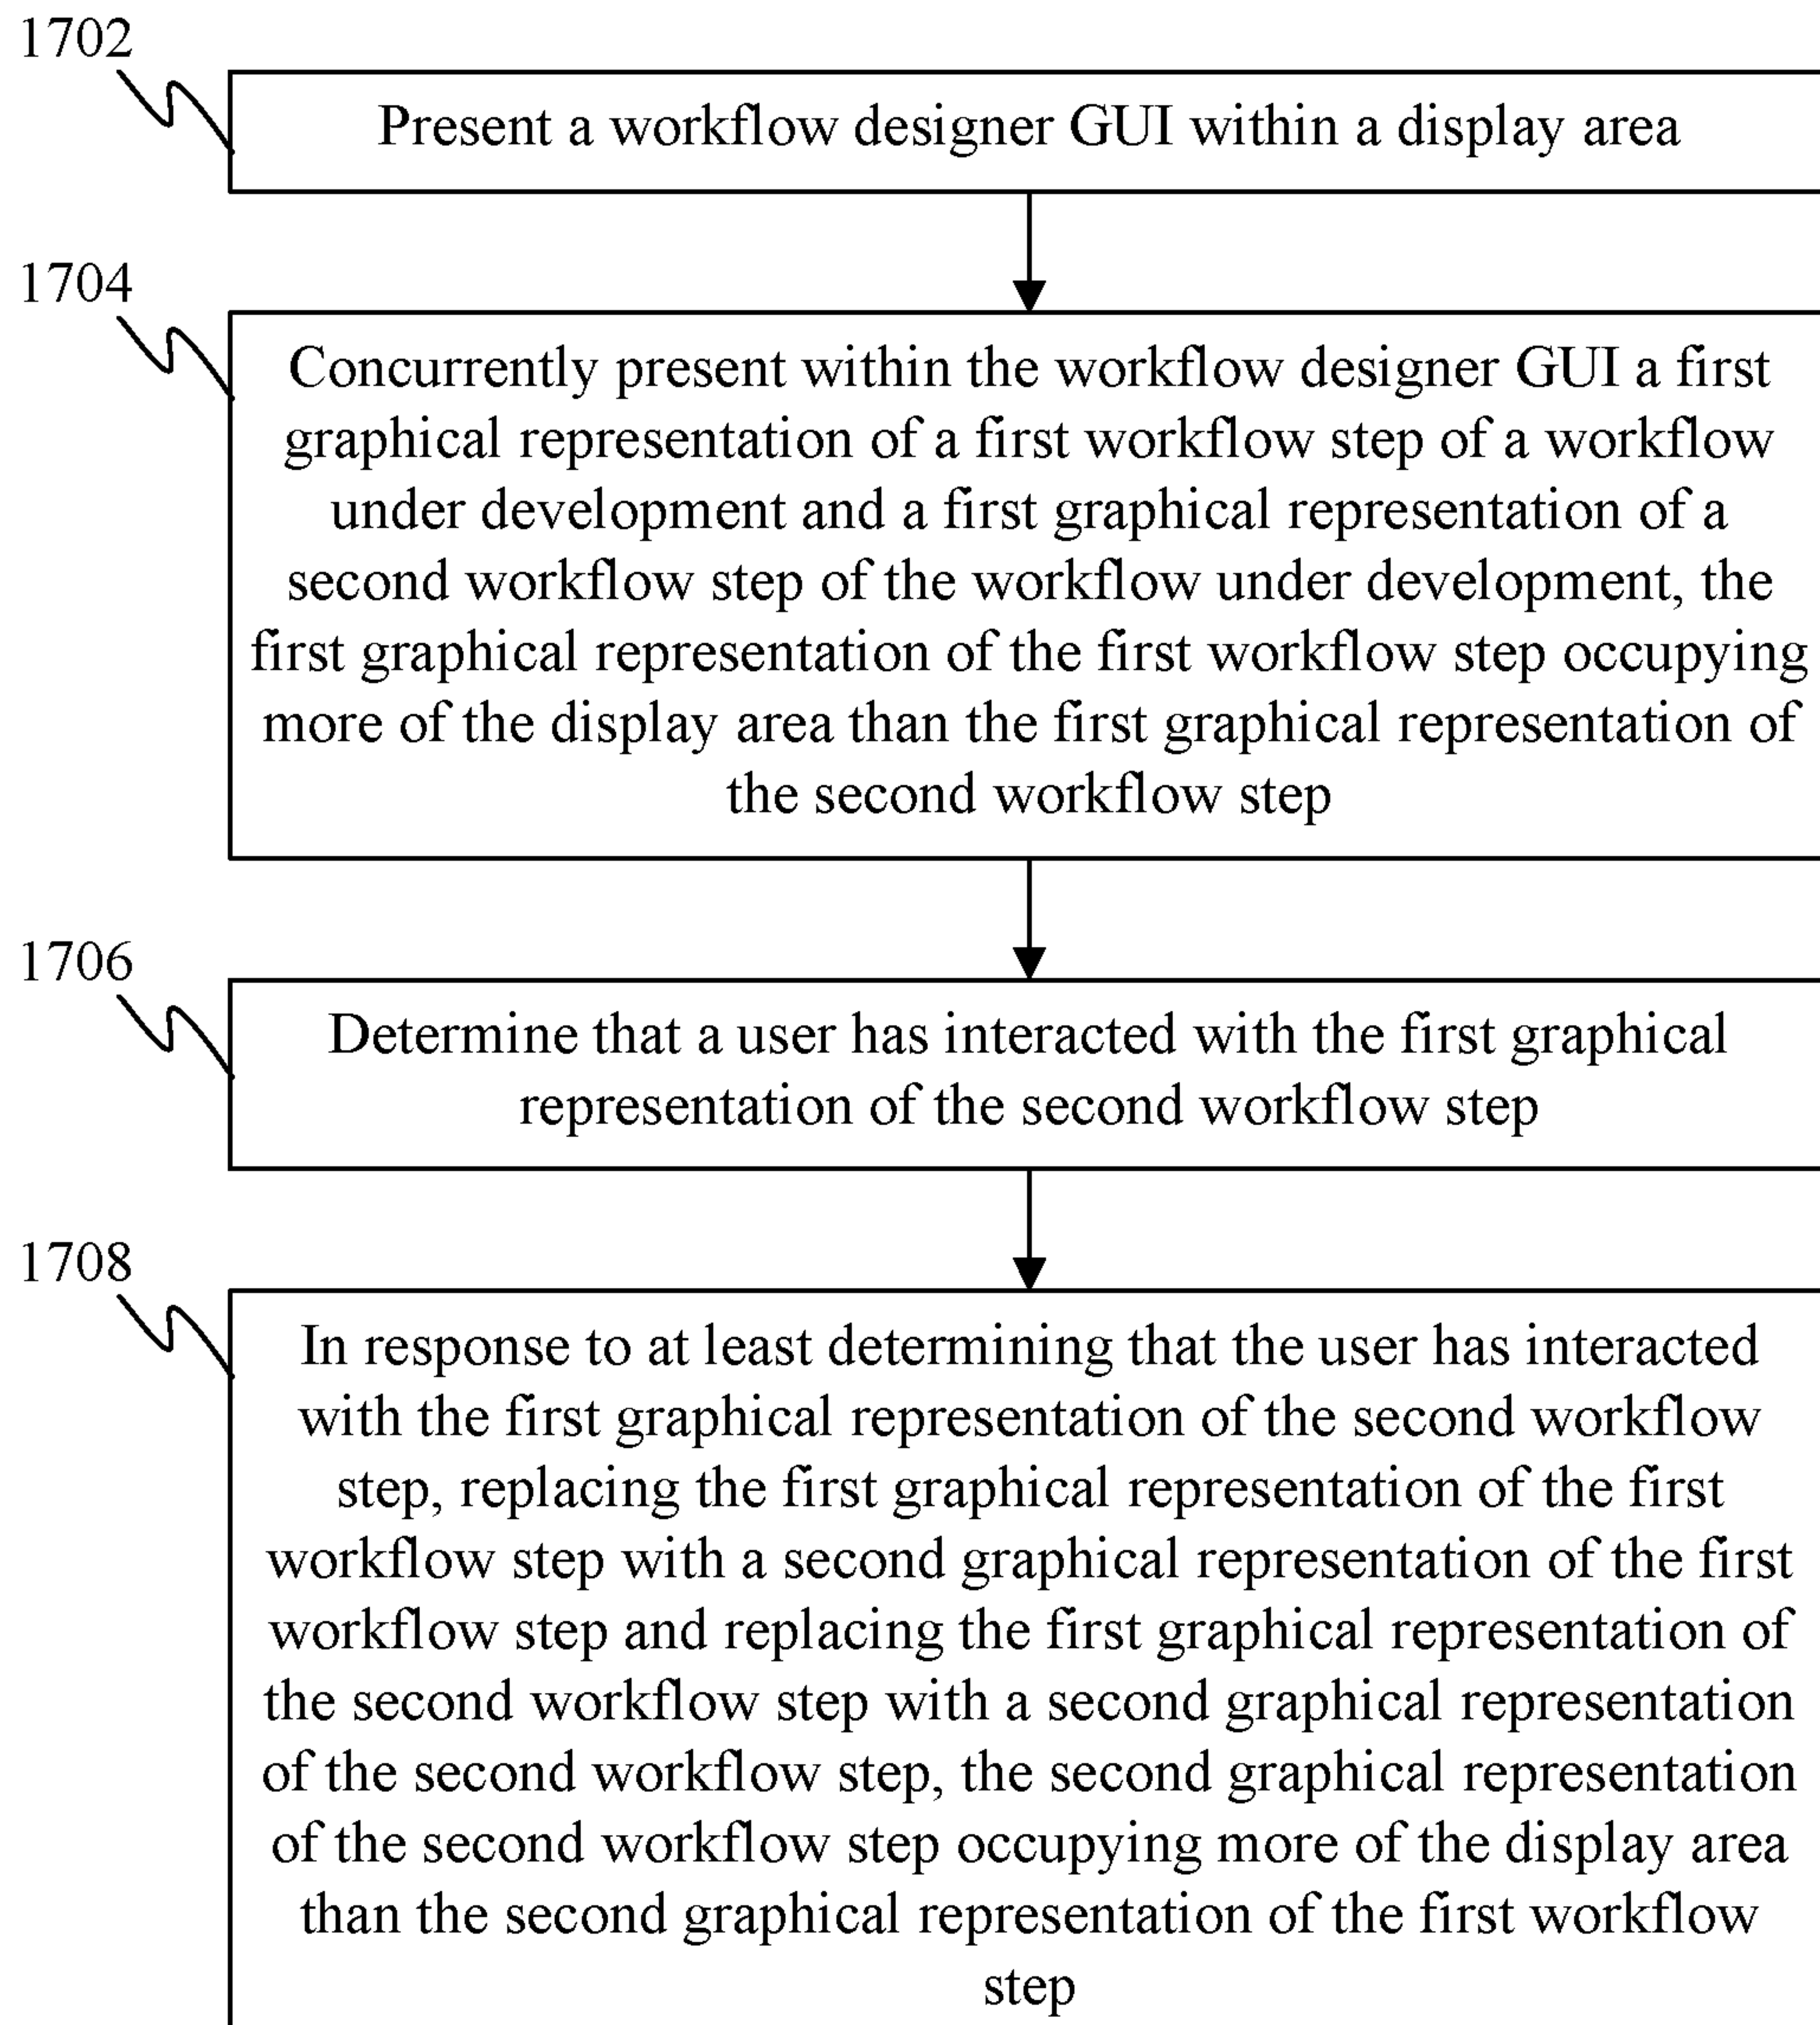 1702
Present a workflow designer GUI within a display area
1704
Concurrently present within the workflow designer GUI a first
graphical representation of a first workflow step of a workflow
under development and a first graphical representation of a
second workflow step of the workflow under development, the
first graphical representation of the first workflow step occupying
more of the display area than the first graphical representation of
the second workflow step
1706
Determine that a user has interacted with the first graphical
representation of the second workflow step
1708
In response to at least determining that the user has interacted
with the first graphical representation of the second workflow
step, replacing the first graphical representation of the first
workflow step with a second graphical representation of the first
workflow step and replacing the first graphical representation of
the second workflow step with a second graphical representation
of the second workflow step, the second graphical representation
of the second workflow step occupying more of the display area
than the second graphical representation of the first workflow
step